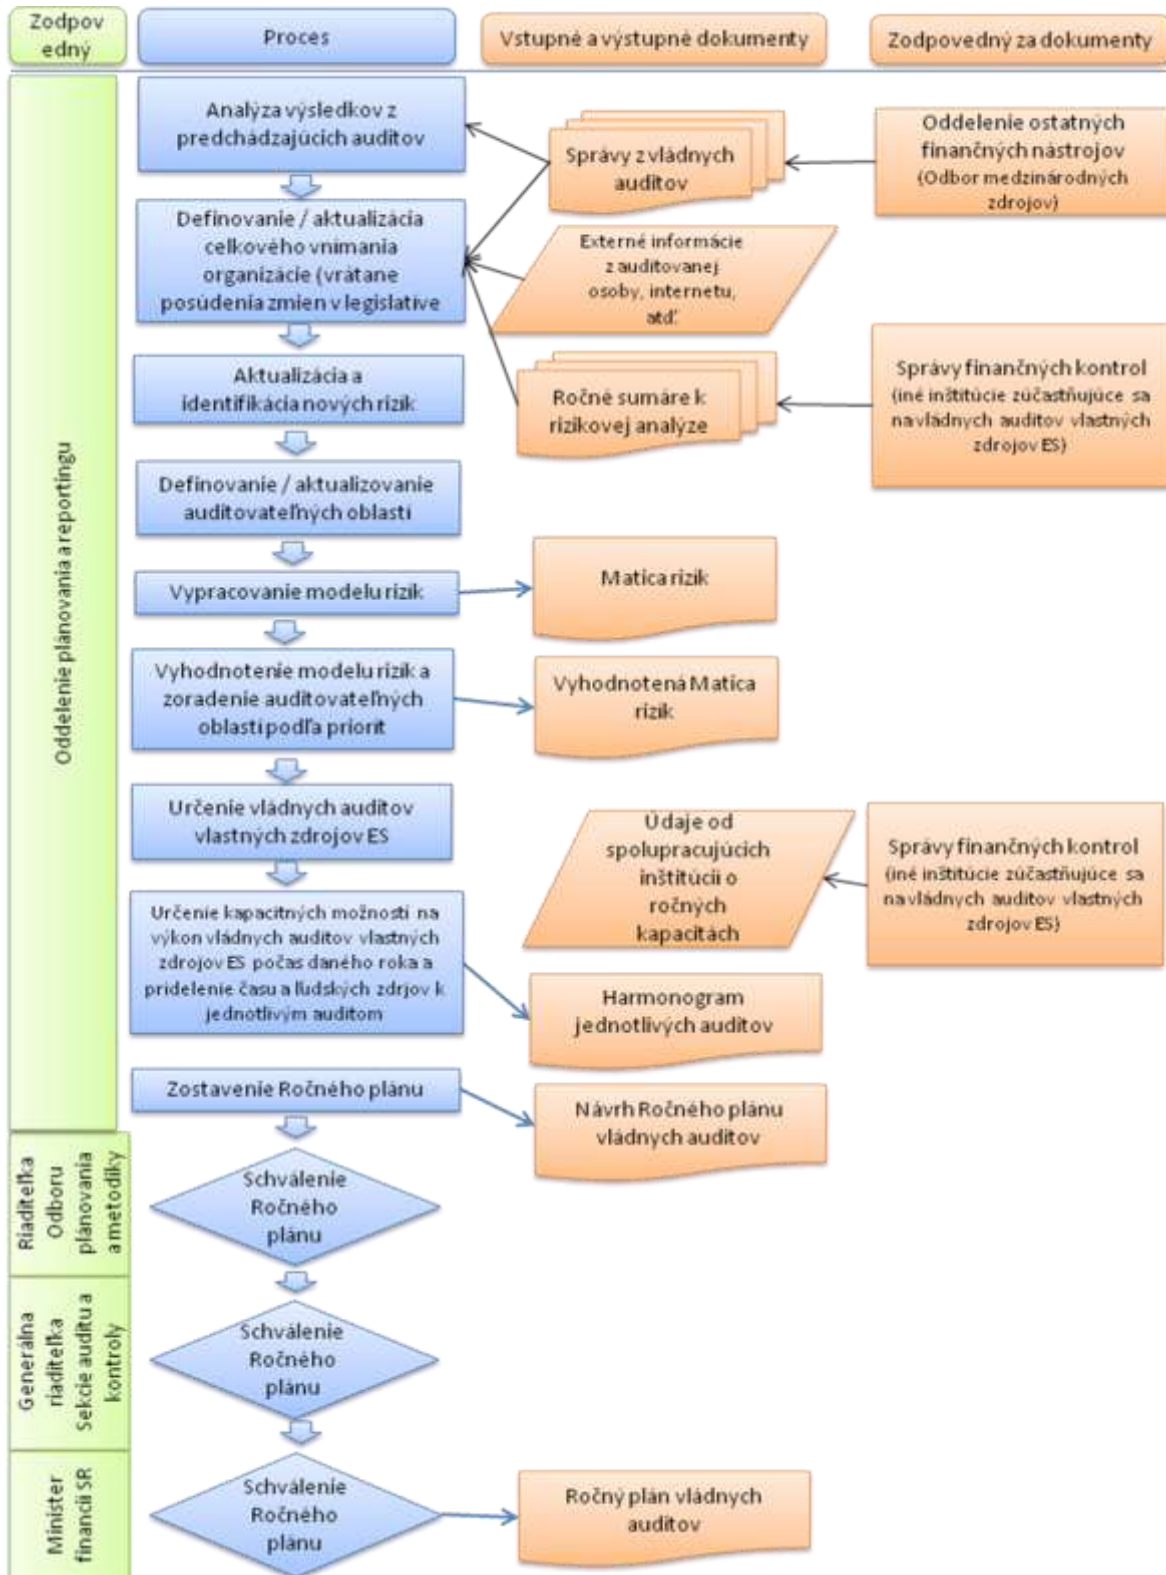 Zodpov
edný
Proces
Vstupné a výstupné dokumenty
Zodpovedný za dokumenty
Oddelenie plánovania a reportingu
Analýza výsledkov z
predchádzajúcich auditov
Správy z vládnych
auditov
Oddelenie ostatných
finančných nástrojov
(Odbor medzinárodných
zdrojov)
Definovanie / aktualizácia
celkového vnímania
organizácie (vrátane
posúdenia zmien v legislatíve
Externé informácie
z auditovanej
osoby, internetu,
atď.
Aktualizácia a
identifikácia nových rizík
Ročné sumáre k
rizikovej analýze
Správy finančných kontrol
(iné inštitúcie zúčastňujúce sa
na vládnych auditov vlastných
zdrojov ES)
Definovanie / aktualizovanie
auditovateľných oblastí
Vypracovanie modelu rizík
Matica rizík
Vyhodnotenie modelu rizík a
zoradenie auditovateľných
oblastí podľa priorít
Vyhodnotená Matica
rizík
Určenie vládnych auditov
vlastných zdrojov ES
Údaje od
spolupracujúcich
inštitúcií o
ročných
kapacitách
Správy finančných kontrol
(iné inštitúcie zúčastňujúce sa
na vládnych auditov vlastných
zdrojov ES)
Určenie kapacitných možností na
výkon vládnych auditov vlastných
zdrojov ES počas daného roka a
pridelenie času a ľudských zdrjov k
jednotlivým auditom
Harmonogram
jednotlivých auditov
Zostavenie Ročného plánu
Návrh Ročného plánu
vládnych auditov
Riaditeľka
Odboru
plánovania
a metodiky
Schválenie
Ročného
plánu
Generálna
riaditeľka
Sekcie auditu a
kontroly
Schválenie
Ročného
plánu
Minister
financií SR
Schválenie
Ročného
plánu
Ročný plán vládnych
auditov